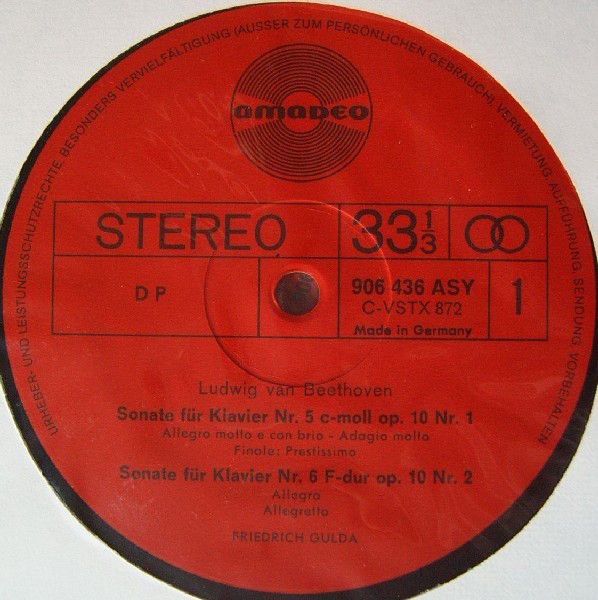 URHEBER- UND LEISTUNGSSCHUTZRECHTE, BESONDERS VERVIELFÄLTIGUNG (AUSSER ZUM PERSÖNLICHEN GEBRAUCH), VERMIETUNG, AUFFÜHRUNG, SENDUNG, VORBEHALTEN
amadeo
STEREO
33 1/3
DP
906 436 ASY
C-VSTX 872
Made in Germany
1
Ludwig van Beethoven
Sonate für Klavier Nr. 5 c-moll op. 10 Nr. 1
Allegro molto e con brio - Adagio molto
Finale: Prestissimo
Sonate für Klavier Nr. 6 F-dur op. 10 Nr. 2
Allegro
Allegretto
FRIEDRICH GULDA